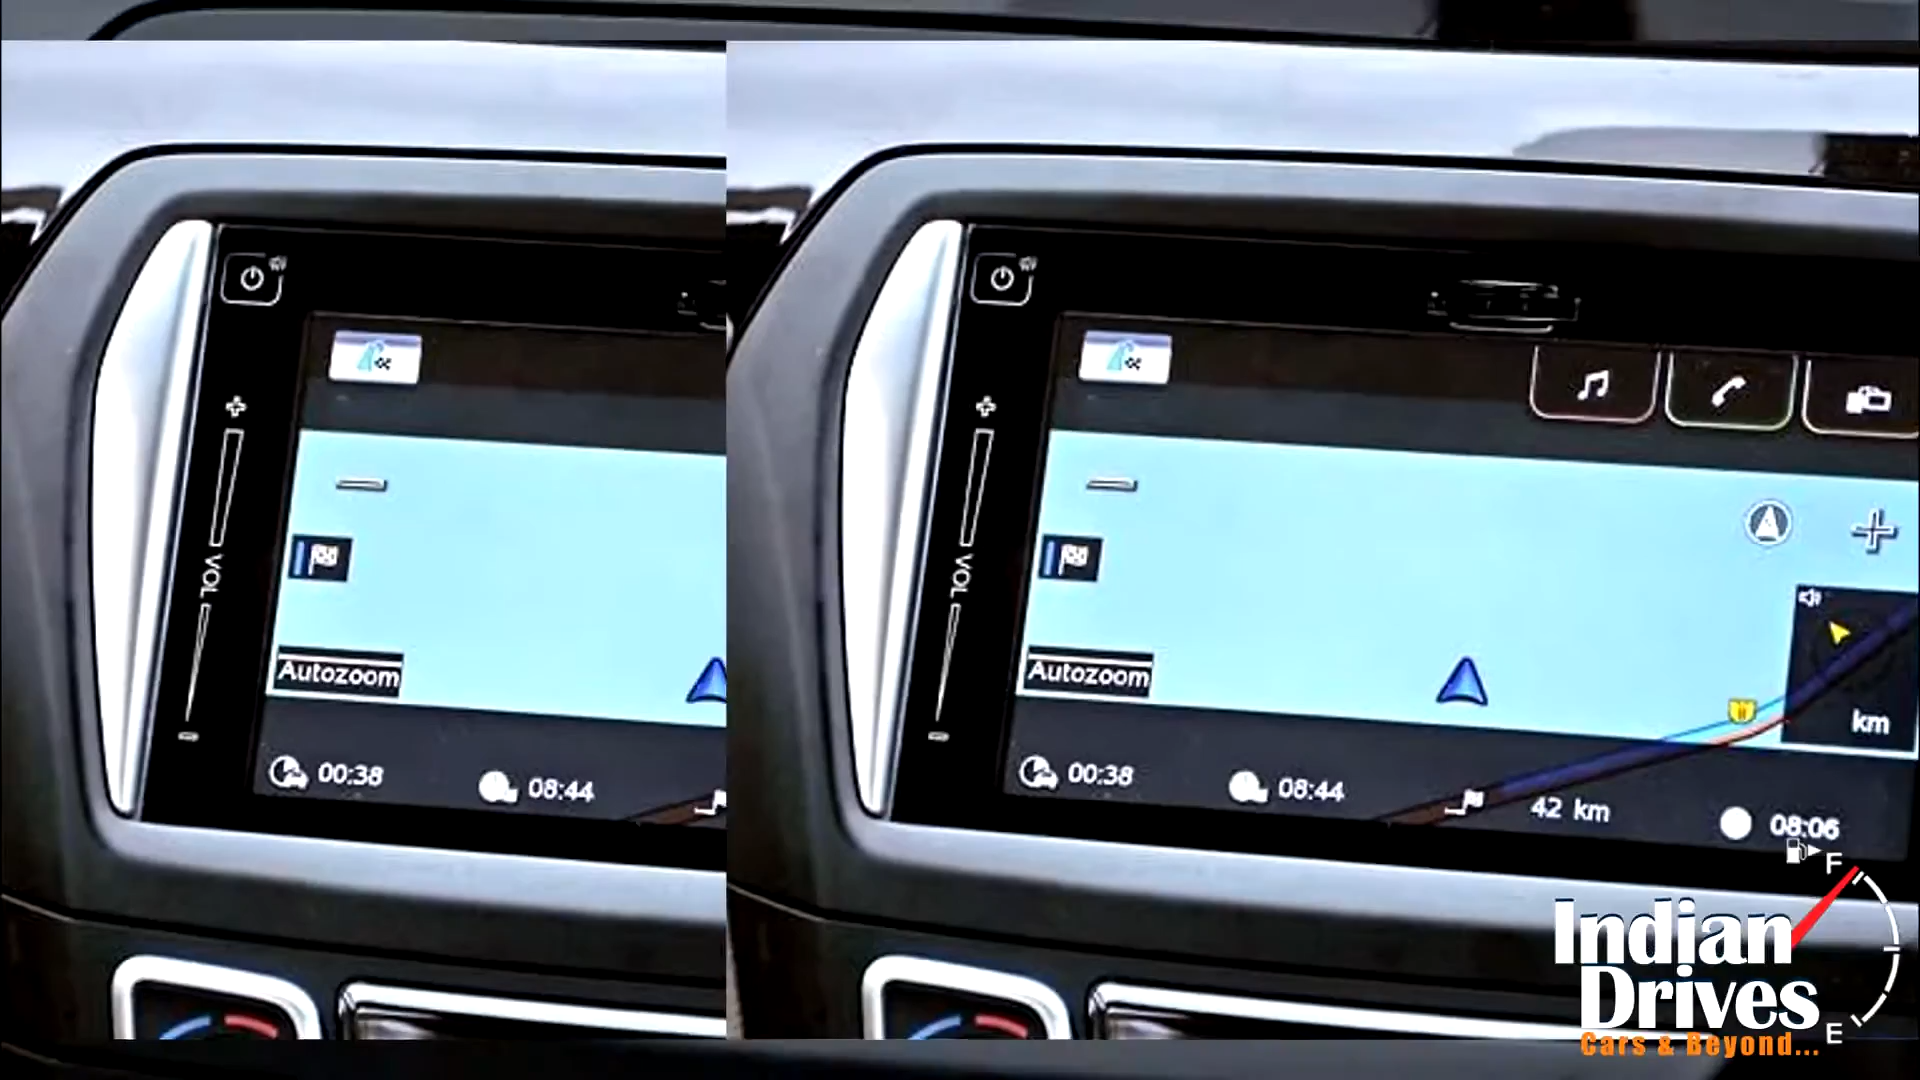 VOL
Autozoom
00:38
08:44
VOL
Autozoom
km
00:38
08:44
42 km
08:06
F
Indian
Drives
E
Cars & Beyond...